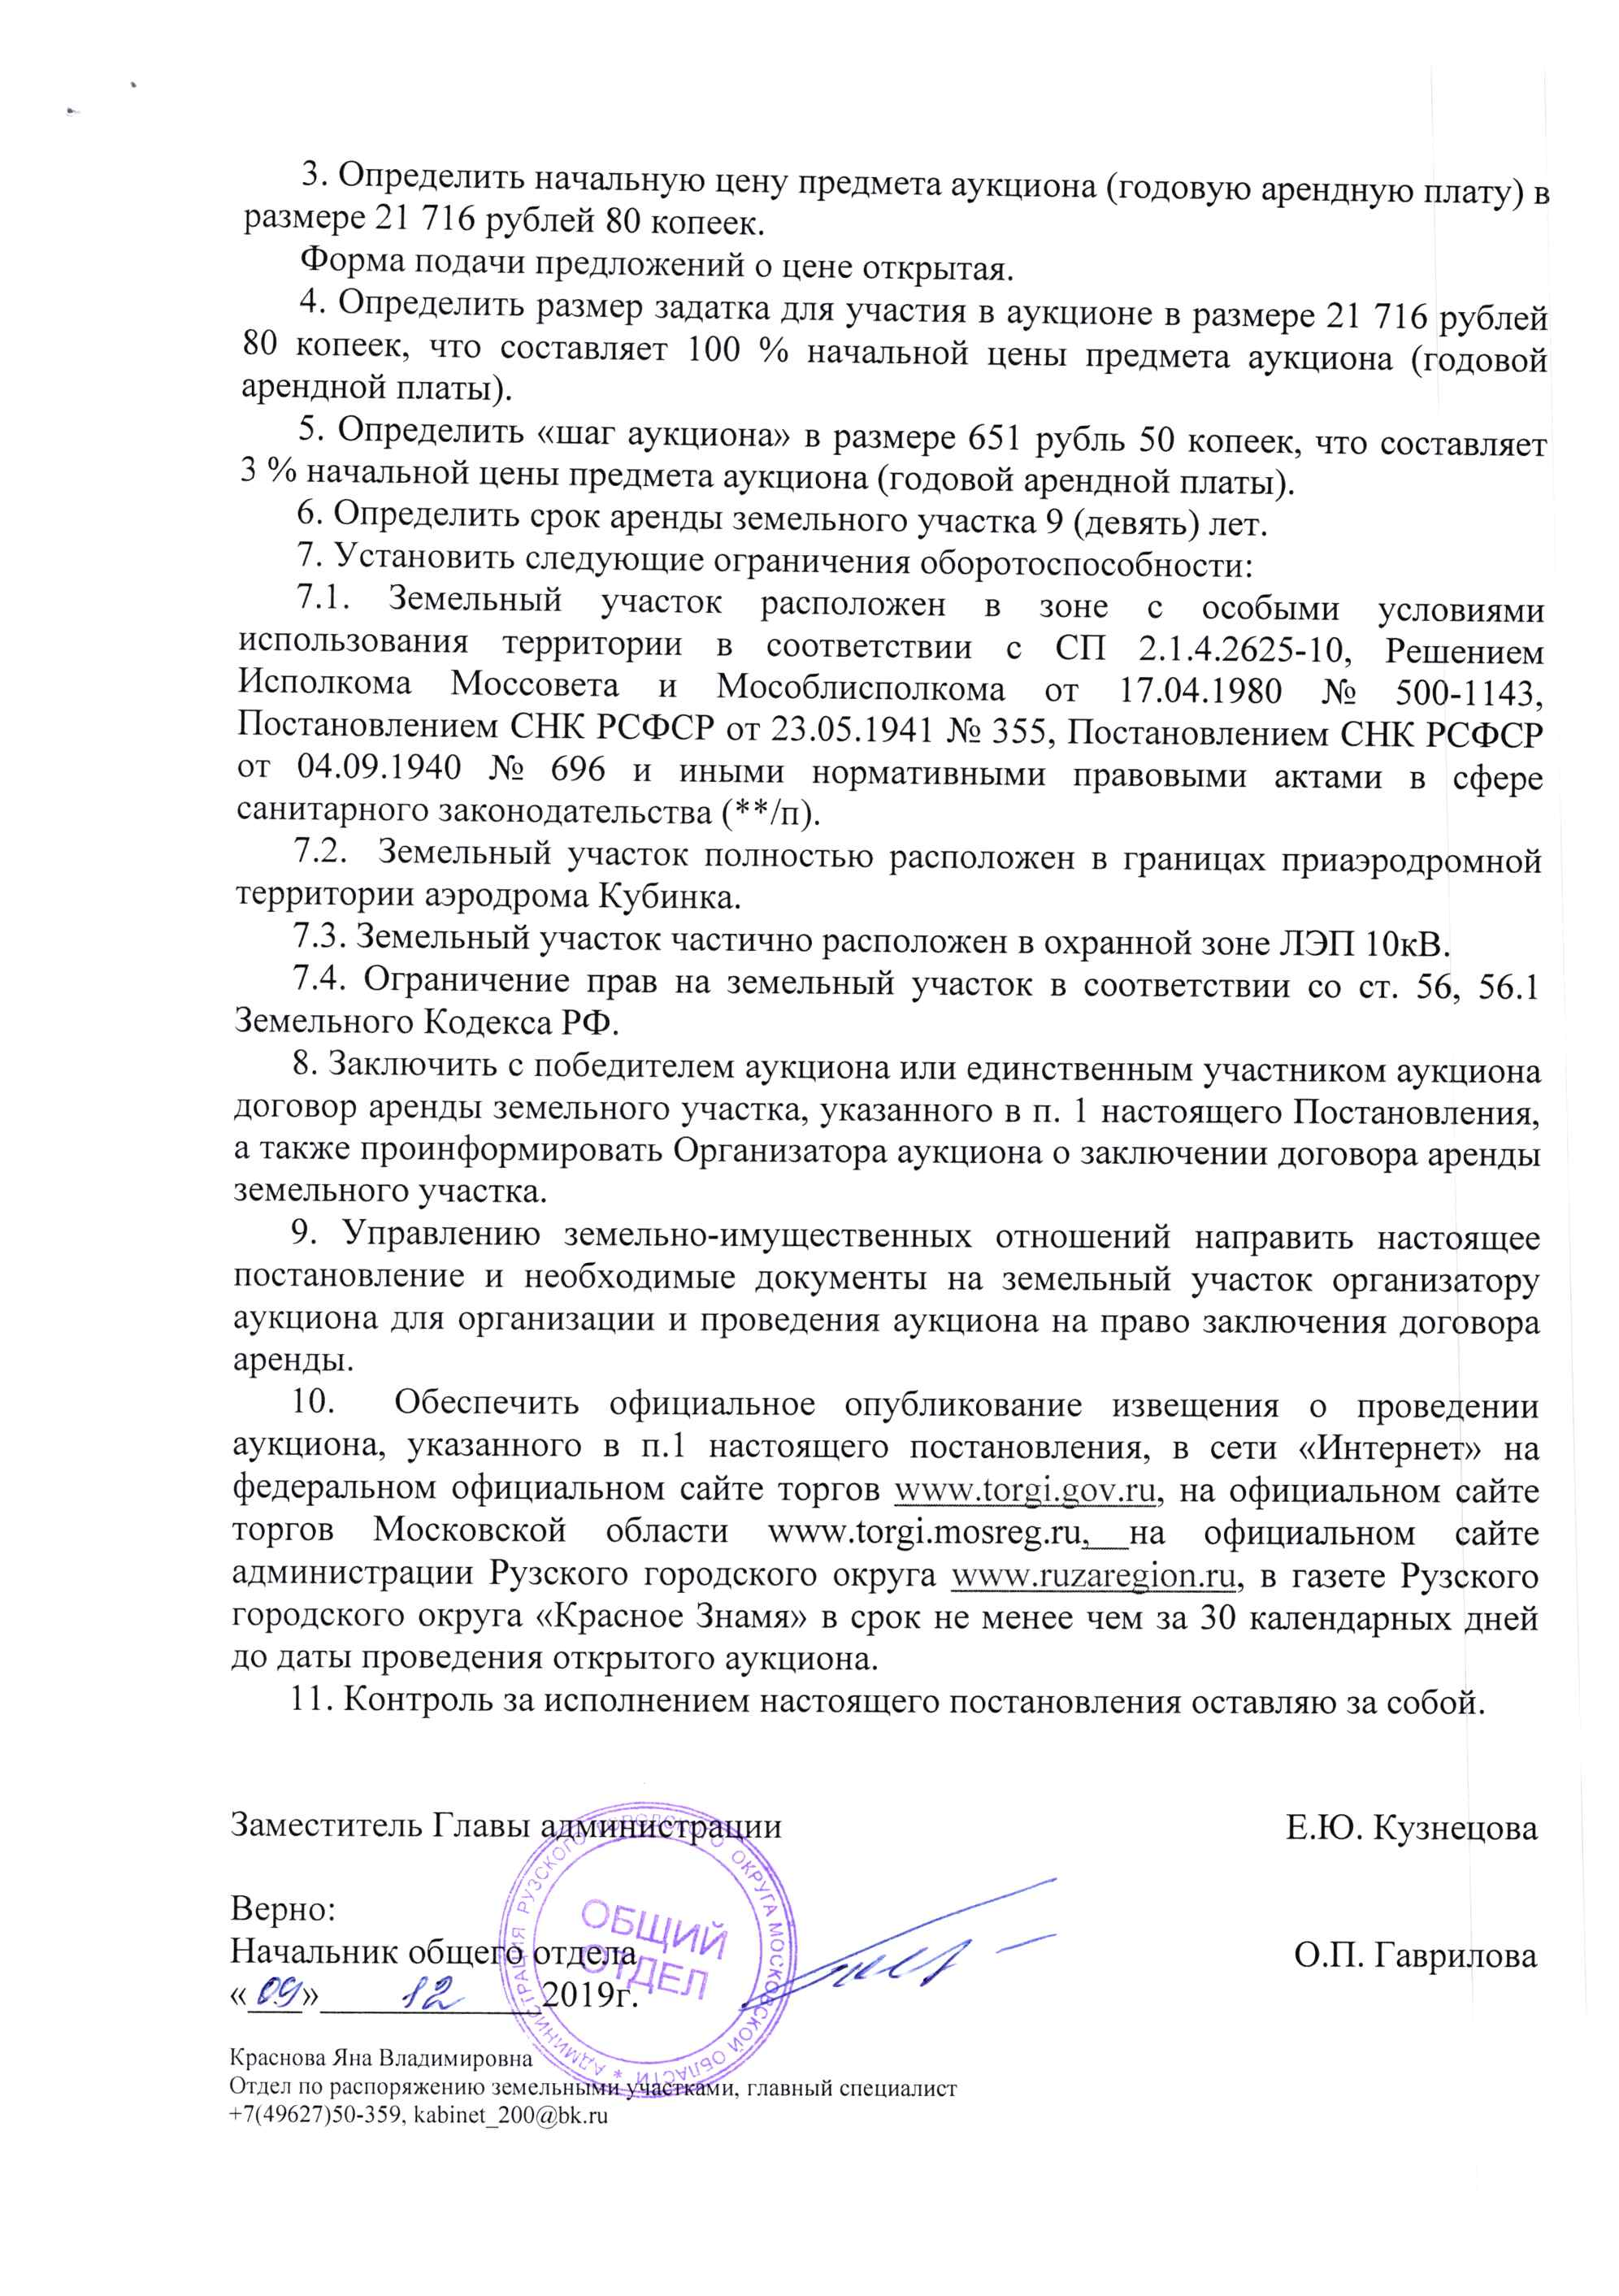 3. Определить начальную цену предмета аукциона (годовую арендную плату) в
размере 21 716 рублей 80 копеек.
Форма подачи предложений о цене открытая.
4. Определить размер задатка для участия в аукционе в размере 21 716 рублей
80 копеек, что составляет 100 % начальной цены предмета аукциона (годовой
арендной платы).
5. Определить «шаг аукциона» в размере 651 рубль 50 копеек, что составляет
3 % начальной цены предмета аукциона (годовой арендной платы).
6. Определить срок аренды земельного участка 9 (девять) лет.
7. Установить следующие ограничения оборотоспособности:
7.1. Земельный участок расположен в зоне с особыми условиями
использования территории в соответствии с СП 2.1.4.2625-10, Решением
Исполкома Моссовета и Мособлисполкома от 17.04.1980 № 500-1143,
Постановлением СНК РСФСР от 23.05.1941 № 355, Постановлением СНК РСФСР
от 04.09.1940 № 696 и иными нормативными правовыми актами в сфере
санитарного законодательства (**/п).
7.2. Земельный участок полностью расположен в границах приаэродромной
территории аэродрома Кубинка.
7.3. Земельный участок частично расположен в охранной зоне ЛЭП 10кВ.
7.4. Ограничение прав на земельный участок в соответствии со ст. 56, 56.1
Земельного Кодекса РФ.
8. Заключить с победителем аукциона или единственным участником аукциона
договор аренды земельного участка, указанного в п. 1 настоящего Постановления,
а также проинформировать Организатора аукциона о заключении договора аренды
земельного участка.
9. Управлению земельно-имущественных отношений направить настоящее
постановление и необходимые документы на земельный участок организатору
аукциона для организации и проведения аукциона на право заключения договора
аренды.
10. Обеспечить официальное опубликование извещения о проведении
аукциона, указанного в п.1 настоящего постановления, в сети «Интернет» на
федеральном официальном сайте торгов www.torgi.gov.ru, на официальном сайте
торгов Московской области www.torgi.mosreg.ru, на официальном сайте
администрации Рузского городского округа www.ruzaregion.ru, в газете Рузского
городского округа «Красное Знамя» в срок не менее чем за 30 календарных дней
до даты проведения открытого аукциона.
11. Контроль за исполнением настоящего постановления оставляю за собой.
Заместитель Главы администрации Е.Ю. Кузнецова
Верно:
Начальник общего отдела О.П. Гаврилова
«09» 12 2019г.
АДМИНИСТРАЦИЯ РУЗСКОГО ГОРОДСКОГО ОКРУГА МОСКОВСКОЙ ОБЛАСТИ *
ОБЩИЙ
ОТДЕЛ
Краснова Яна Владимировна
Отдел по распоряжению земельными участками, главный специалист
+7(49627)50-359, kabinet_200@bk.ru